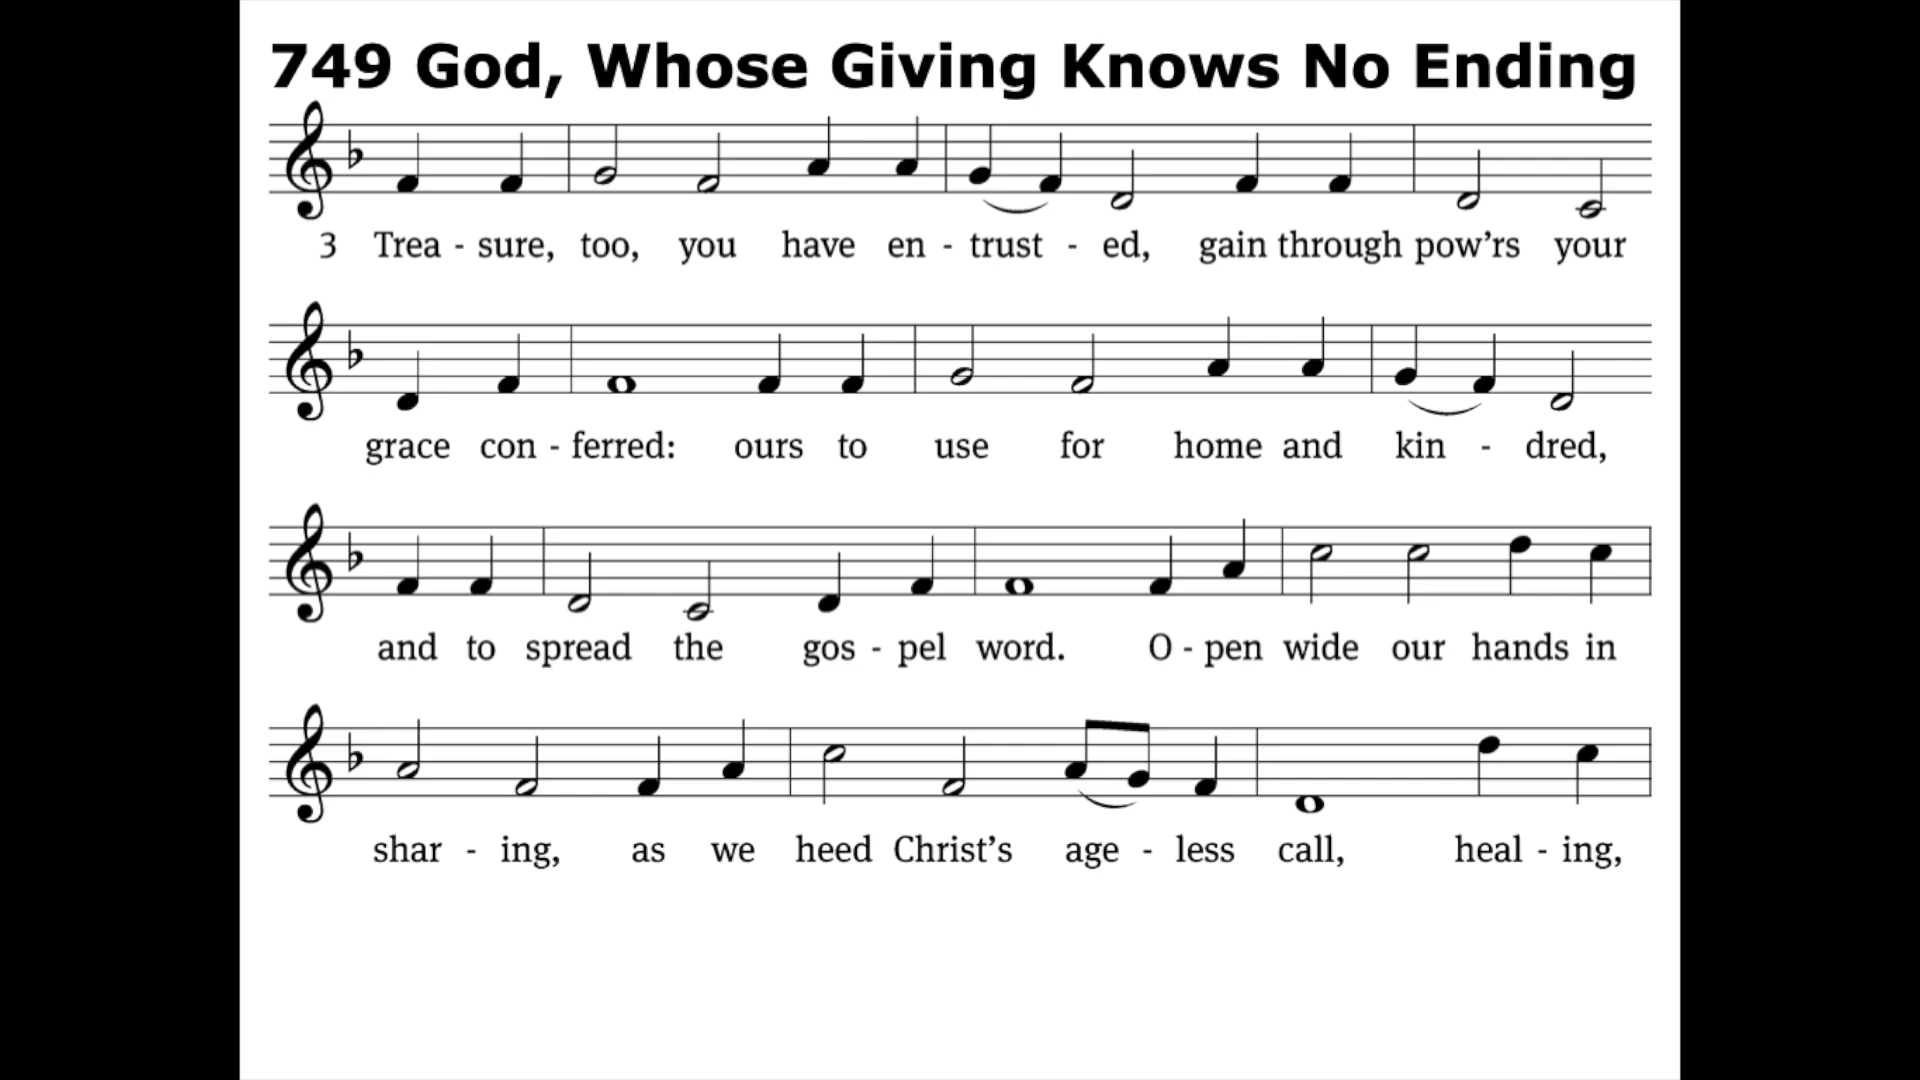 749 God, Whose Giving Knows No Ending
3 Trea - sure, too, you have en - trust - ed, gain through pow’rs your
grace con - ferred: ours to use for home and kin - dred,
and to spread the gos - pel word. O - pen wide our hands in
shar - ing, as we heed Christ’s age - less call, heal - ing,